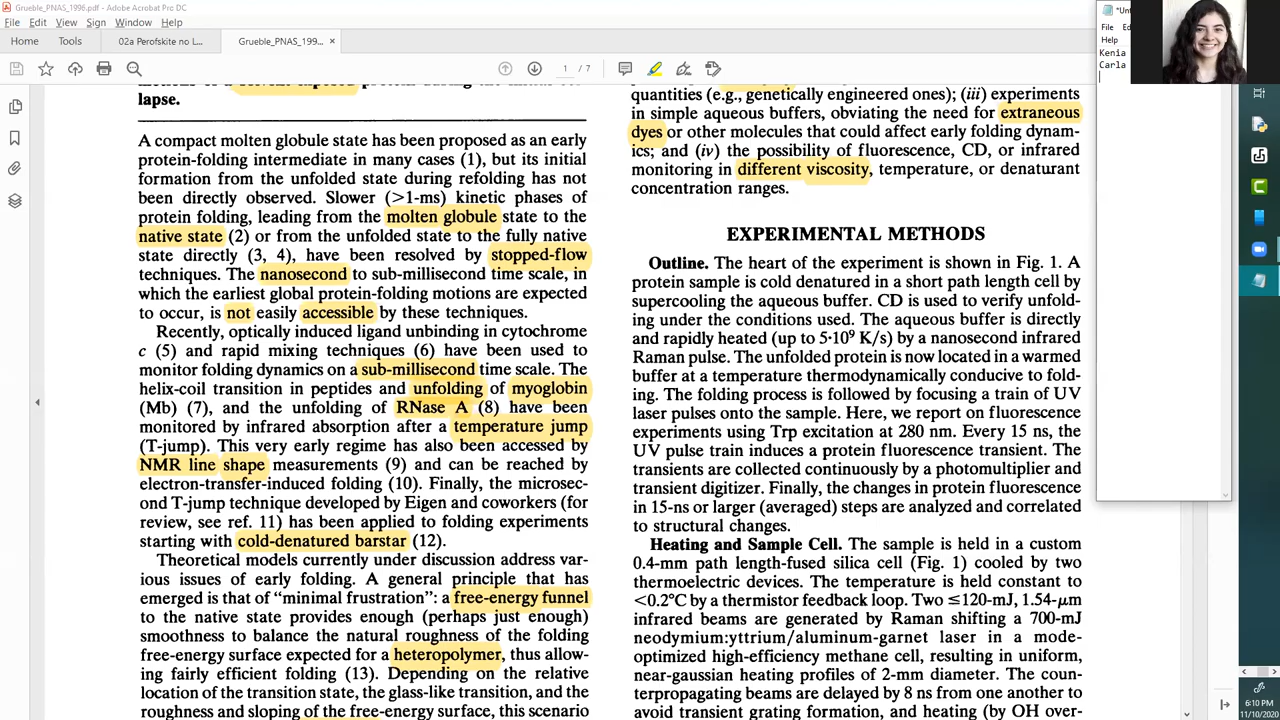 Grueble_PNAS_1996.pdf - Adobe Acrobat Pro DC
File Edit View Sign Window Help
Home Tools 02a Perofskite no L... Grueble_PNAS_199... ×
1 / 7
lapse.
A compact molten globule state has been proposed as an early
protein-folding intermediate in many cases (1), but its initial
formation from the unfolded state during refolding has not
been directly observed. Slower (>1-ms) kinetic phases of
protein folding, leading from the molten globule state to the
native state (2) or from the unfolded state to the fully native
state directly (3, 4), have been resolved by stopped-flow
techniques. The nanosecond to sub-millisecond time scale, in
which the earliest global protein-folding motions are expected
to occur, is not easily accessible by these techniques.
Recently, optically induced ligand unbinding in cytochrome
c (5) and rapid mixing techniques (6) have been used to
monitor folding dynamics on a sub-millisecond time scale. The
helix-coil transition in peptides and unfolding of myoglobin
(Mb) (7), and the unfolding of RNase A (8) have been
monitored by infrared absorption after a temperature jump
(T-jump). This very early regime has also been accessed by
NMR line shape measurements (9) and can be reached by
electron-transfer-induced folding (10). Finally, the microsec-
ond T-jump technique developed by Eigen and coworkers (for
review, see ref. 11) has been applied to folding experiments
starting with cold-denatured barstar (12).
Theoretical models currently under discussion address var-
ious issues of early folding. A general principle that has
emerged is that of “minimal frustration”: a free-energy funnel
to the native state provides enough (perhaps just enough)
smoothness to balance the natural roughness of the folding
free-energy surface expected for a heteropolymer, thus allow-
ing fairly efficient folding (13). Depending on the relative
location of the transition state, the glass-like transition, and the
roughness and sloping of the free-energy surface, this scenario
quantities (e.g., genetically engineered ones); (iii) experiments
in simple aqueous buffers, obviating the need for extraneous
dyes or other molecules that could affect early folding dynam-
ics; and (iv) the possibility of fluorescence, CD, or infrared
monitoring in different viscosity, temperature, or denaturant
concentration ranges.
EXPERIMENTAL METHODS
Outline. The heart of the experiment is shown in Fig. 1. A
protein sample is cold denatured in a short path length cell by
supercooling the aqueous buffer. CD is used to verify unfold-
ing under the conditions used. The aqueous buffer is directly
and rapidly heated (up to 5·10⁹ K/s) by a nanosecond infrared
Raman pulse. The unfolded protein is now located in a warmed
buffer at a temperature thermodynamically conducive to fold-
ing. The folding process is followed by focusing a train of UV
laser pulses onto the sample. Here, we report on fluorescence
experiments using Trp excitation at 280 nm. Every 15 ns, the
UV pulse train induces a protein fluorescence transient. The
transients are collected continuously by a photomultiplier and
transient digitizer. Finally, the changes in protein fluorescence
in 15-ns or larger (averaged) steps are analyzed and correlated
to structural changes.
Heating and Sample Cell. The sample is held in a custom
0.4-mm path length-fused silica cell (Fig. 1) cooled by two
thermoelectric devices. The temperature is held constant to
<0.2°C by a thermistor feedback loop. Two ≤120-mJ, 1.54-μm
infrared beams are generated by Raman shifting a 700-mJ
neodymium:yttrium/aluminum-garnet laser in a mode-
optimized high-efficiency methane cell, resulting in uniform,
near-gaussian heating profiles of 2-mm diameter. The coun-
terpropagating beams are delayed by 8 ns from one another to
avoid transient grating formation, and heating (by OH over-
File
Help
Kenia
Carla
6:10 PM
11/10/2020